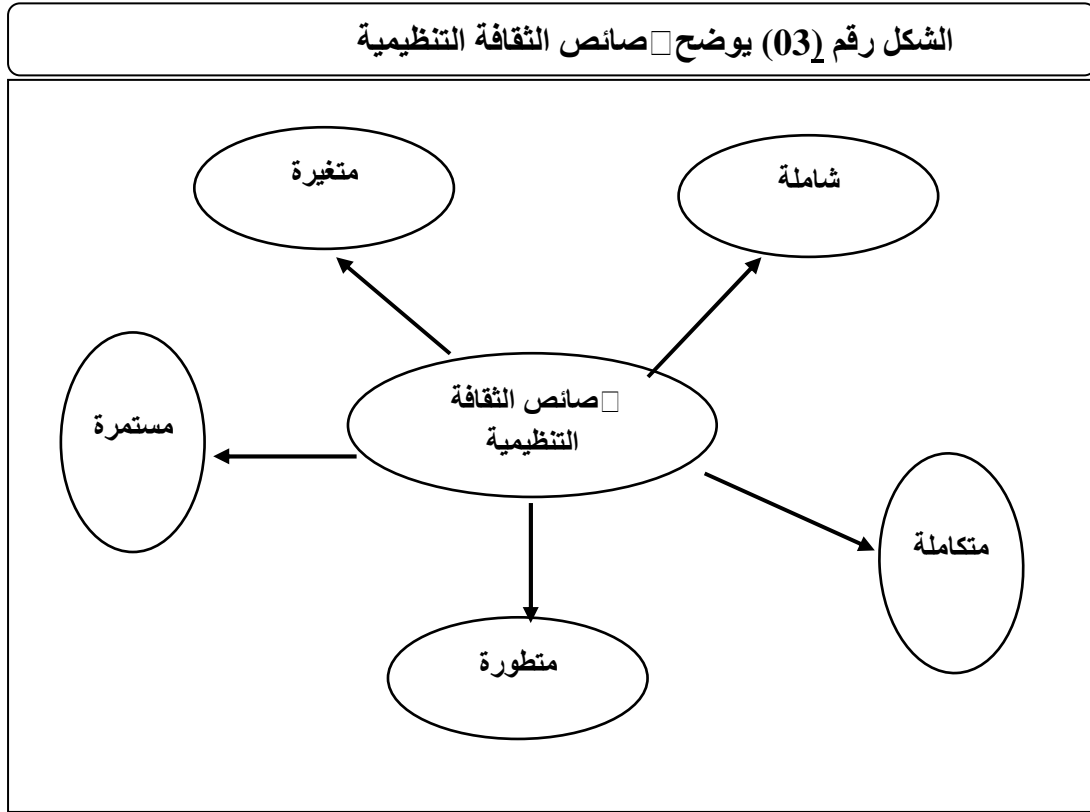 الشكل رقم (03) يوضح □صائص الثقافة التنظيمية
شاملة
متغيرة
□صائص الثقافة
التنظيمية
مستمرة
متكاملة
متطورة